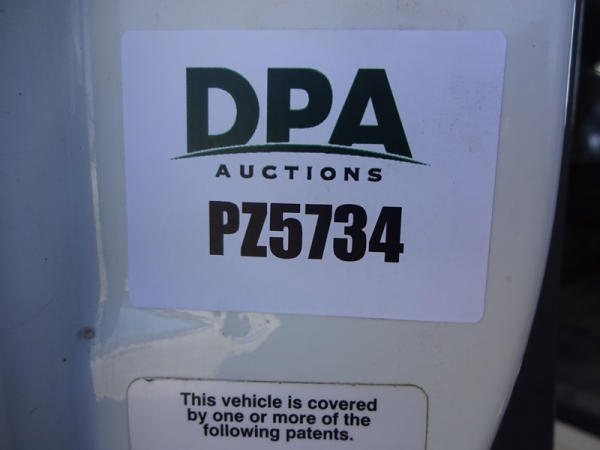 DPA
AUCTIONS
PZ5734
This vehicle is covered
by one or more of the
following patents.